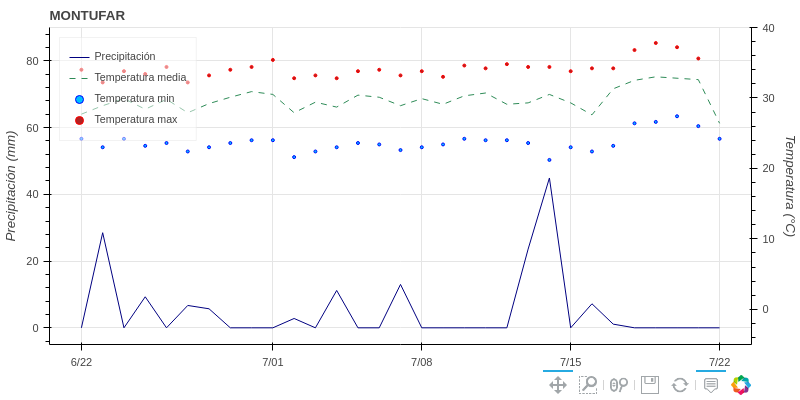 MONTUFAR
Precipitación
Temperatura media
Temperatura min
Temperatura max
Precipitación (mm)
80
60
40
20
0
Temperatura (°C)
40
30
20
10
0
6/22
7/01
7/08
7/15
7/22